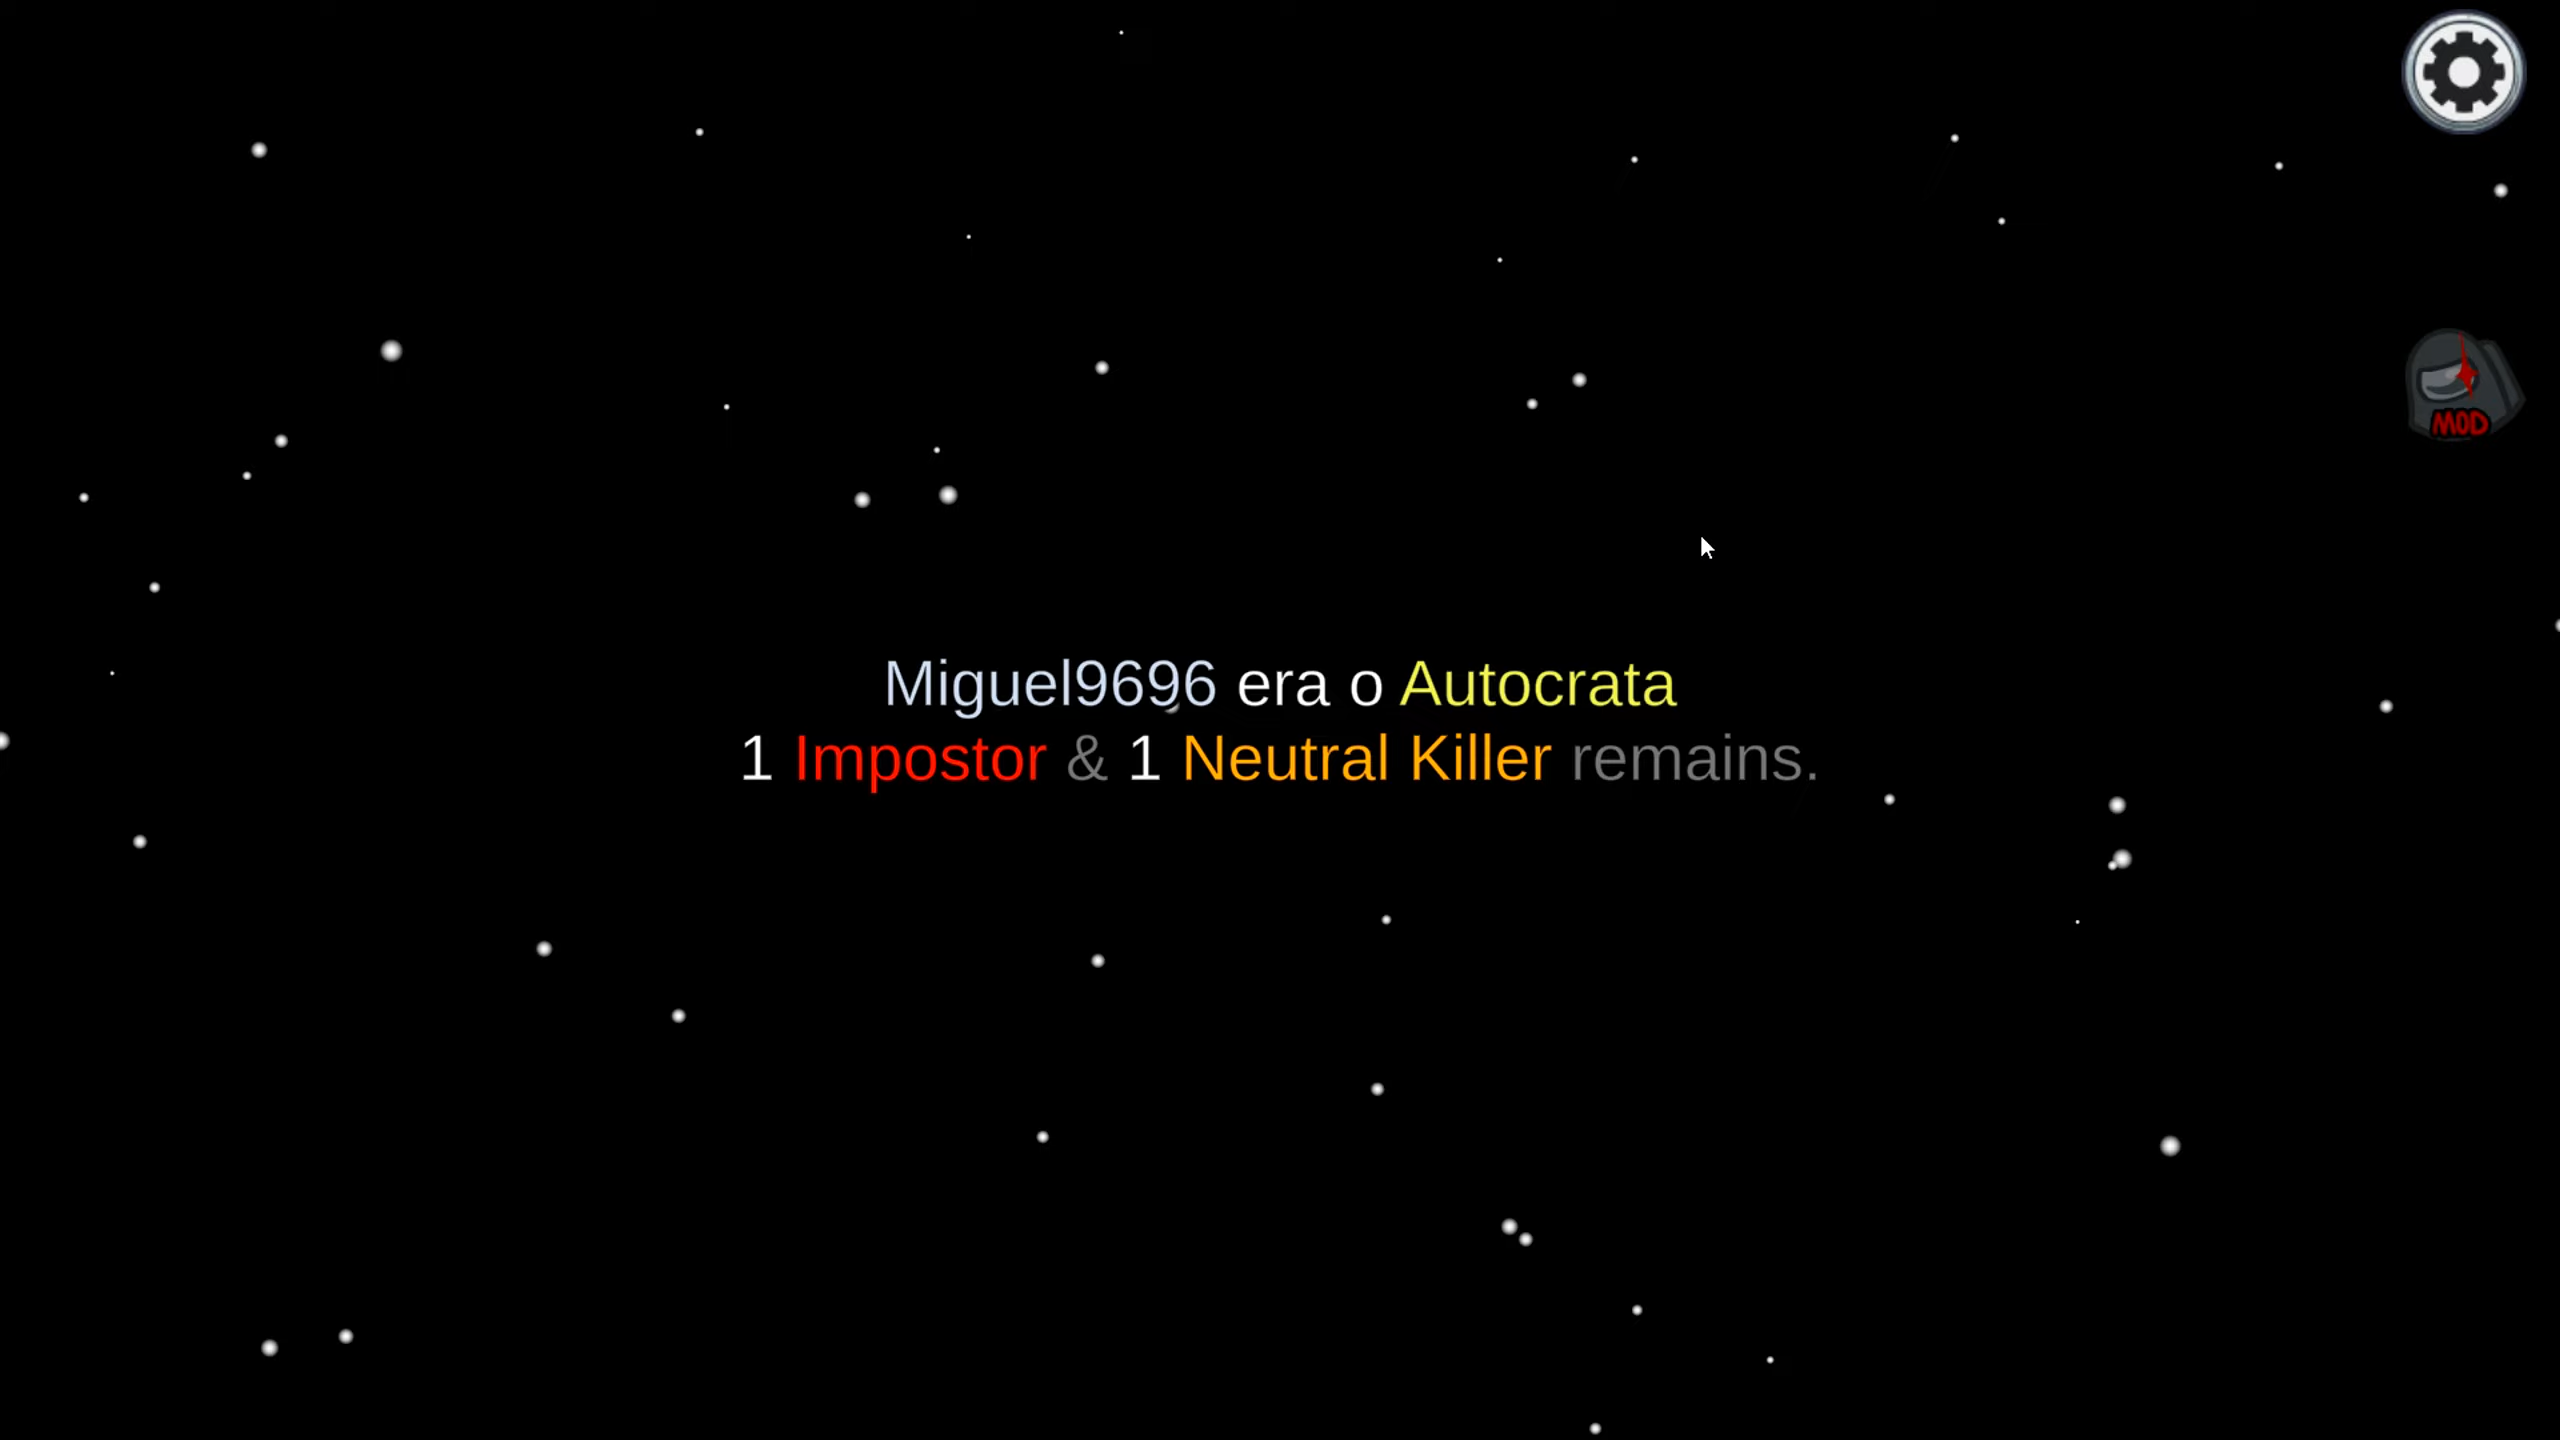 MOD
Miguel9696 era o Autocrata
1 Impostor & 1 Neutral Killer remains.